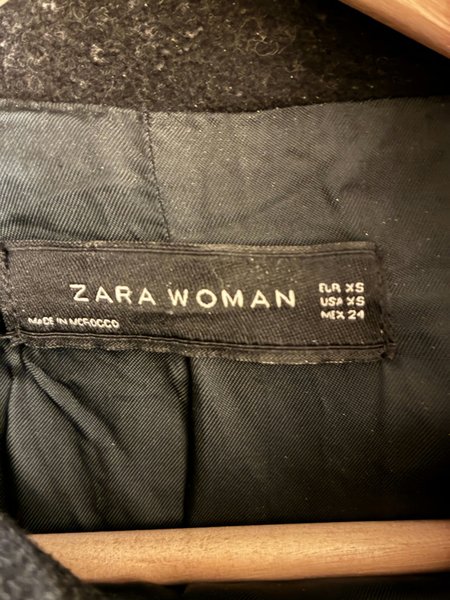 ZARA WOMAN
EUR XS
USA XS
MEX 24
MADE IN MOROCCO